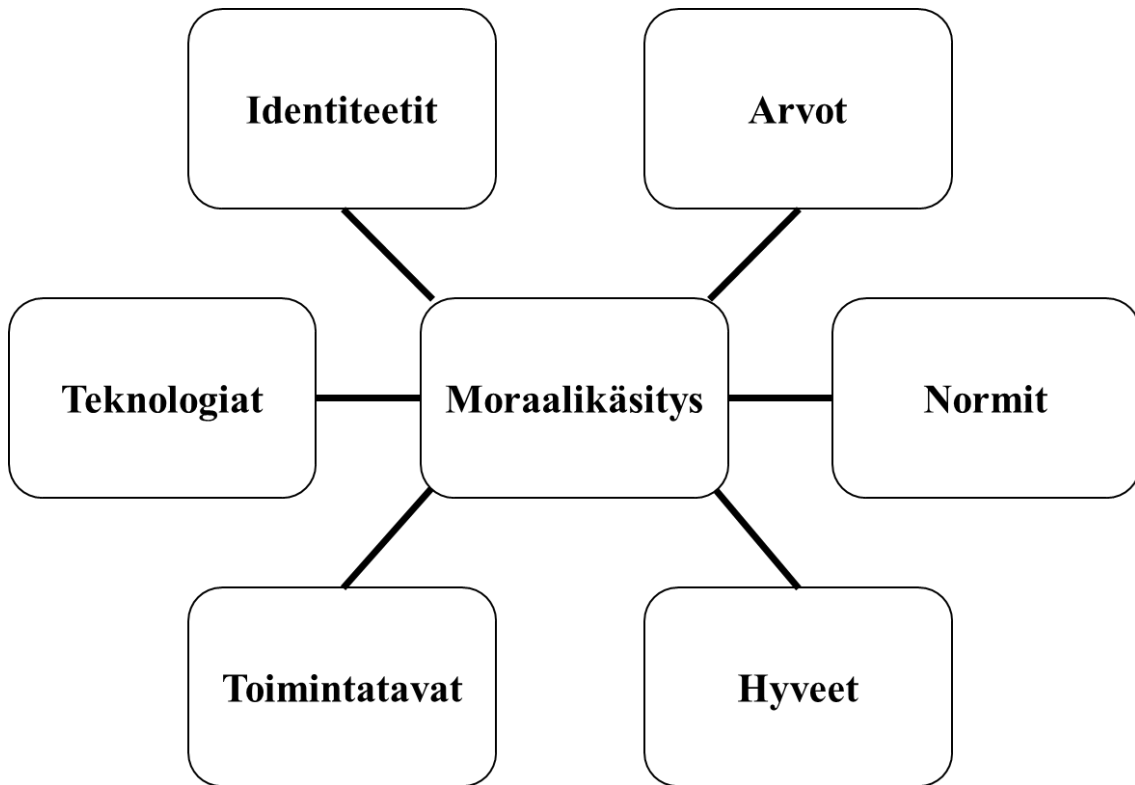 Identiteetit
Arvot
Teknologiat
Moraalikäsitys
Normit
Toimintatavat
Hyveet